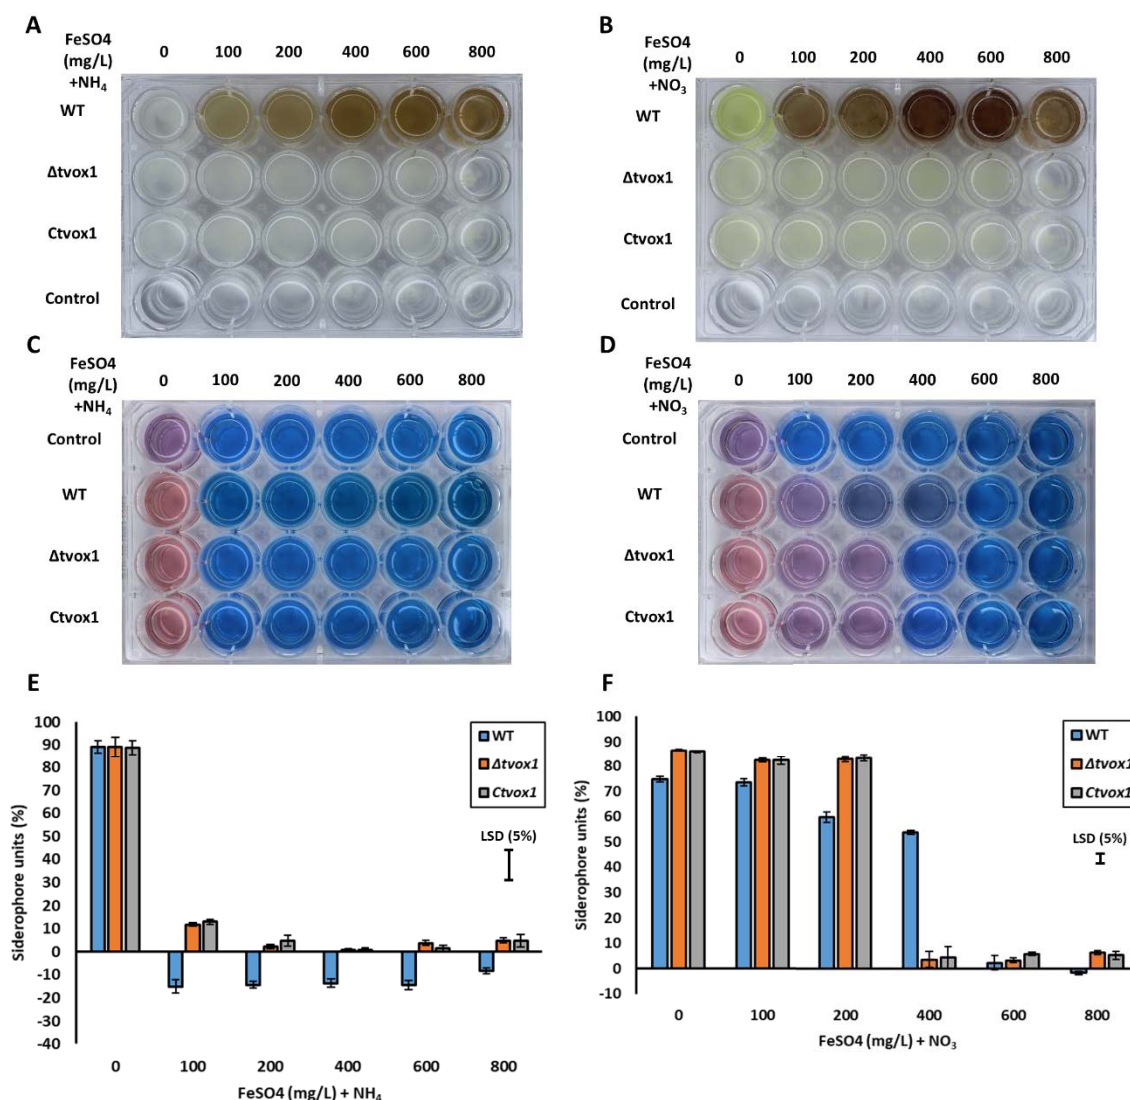 A
FeSO4
(mg/L)
+NH₄
0 100 200 400 600 800
WT
Δtvox1
Ctvox1
Control
B
FeSO4
(mg/L)
+NO₃
0 100 200 400 600 800
WT
Δtvox1
Ctvox1
Control
C
FeSO4
(mg/L)
+NH₄
0 100 200 400 600 800
Control
WT
Δtvox1
Ctvox1
D
FeSO4
(mg/L)
+NO₃
0 100 200 400 600 800
Control
WT
Δtvox1
Ctvox1
E
Siderophore units (%)
100
90
80
70
60
50
40
30
20
10
0
-10
-20
-30
-40
WT
Δtvox1
Ctvox1
LSD (5%)
0 100 200 400 600 800
FeSO4 (mg/L) + NH₄
F
Siderophore units (%)
100
90
80
70
60
50
40
30
20
10
0
-10
WT
Δtvox1
Ctvox1
LSD (5%)
0 100 200 400 600 800
FeSO4 (mg/L) + NO₃